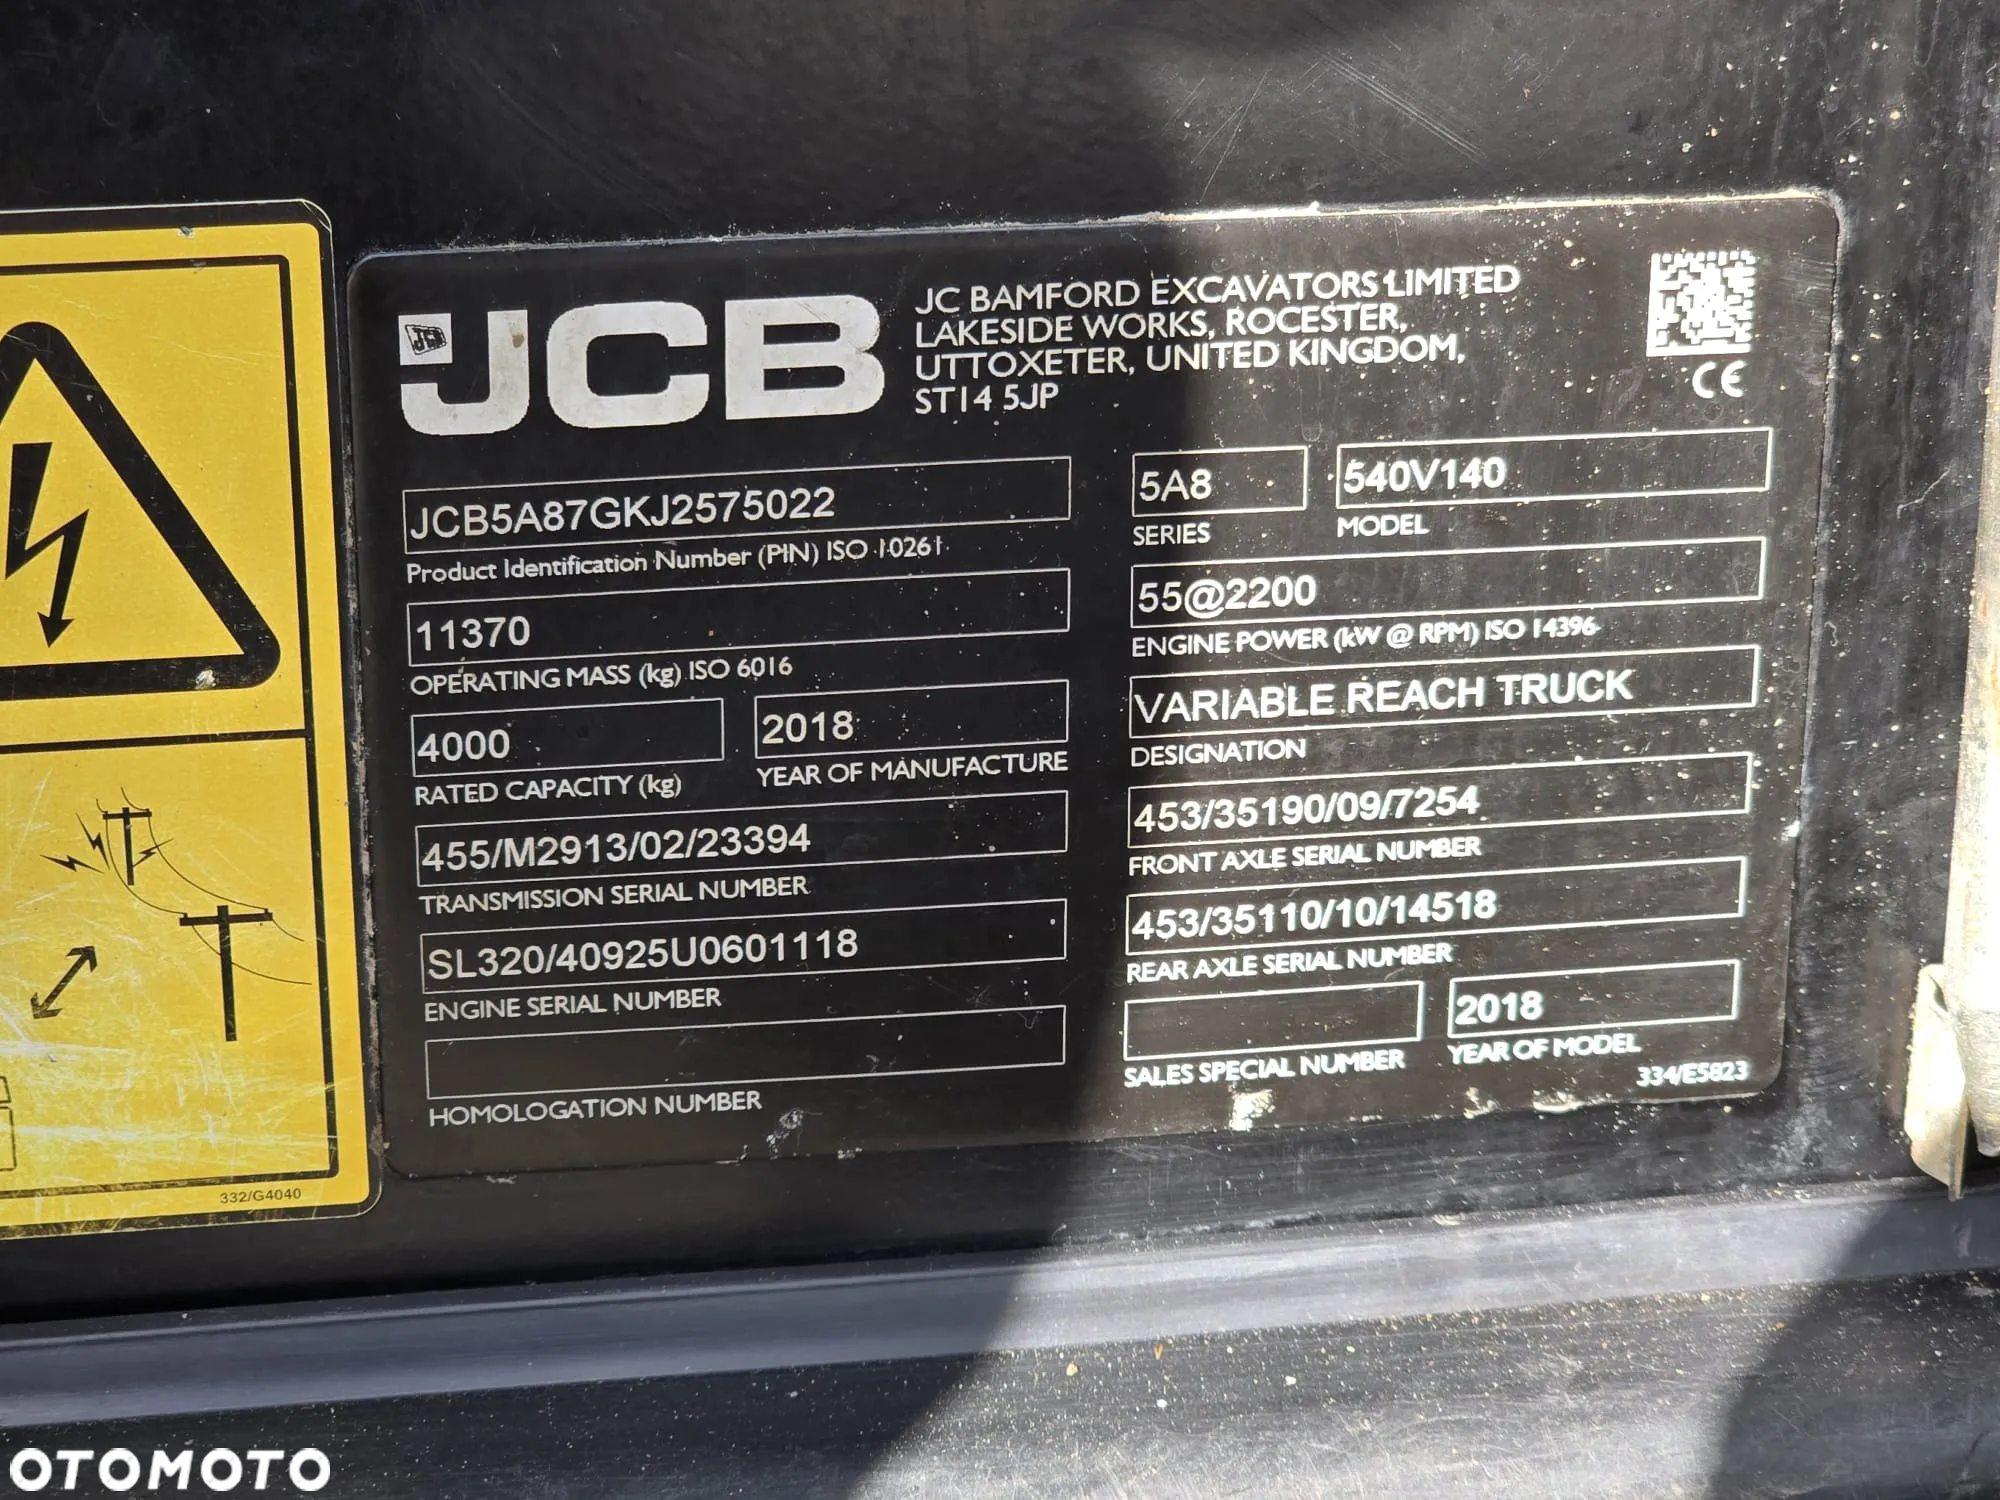 JCB
JCB
JC BAMFORD EXCAVATORS LIMITED
LAKESIDE WORKS, ROCESTER,
UTTOXETER, UNITED KINGDOM,
ST14 5JP
CE
JCB5A87GKJ2575022
Product Identification Number (PIN) ISO 10261
11370
OPERATING MASS (kg) ISO 6016
4000
RATED CAPACITY (kg)
2018
YEAR OF MANUFACTURE
455/M2913/02/23394
TRANSMISSION SERIAL NUMBER
SL320/40925U0601118
ENGINE SERIAL NUMBER
HOMOLOGATION NUMBER
5A8
SERIES
540V140
MODEL
55@2200
ENGINE POWER (kW @ RPM) ISO 14396
VARIABLE REACH TRUCK
DESIGNATION
453/35190/09/7254
FRONT AXLE SERIAL NUMBER
453/35110/10/14518
REAR AXLE SERIAL NUMBER
SALES SPECIAL NUMBER
2018
YEAR OF MODEL
334/E5823
332/G4040
OTOMOTO